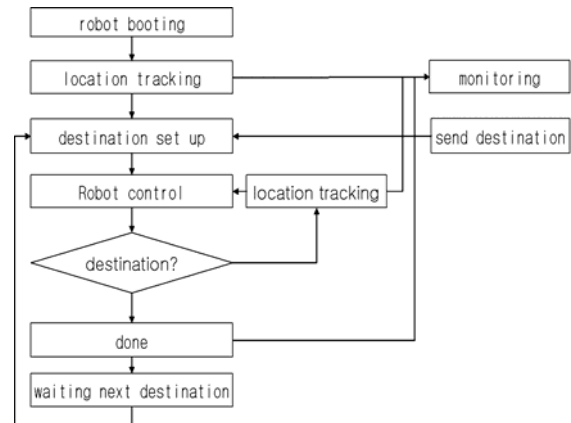 robot booting
location tracking
monitoring
destination set up
send destination
Robot control
location tracking
destination?
done
waiting next destination